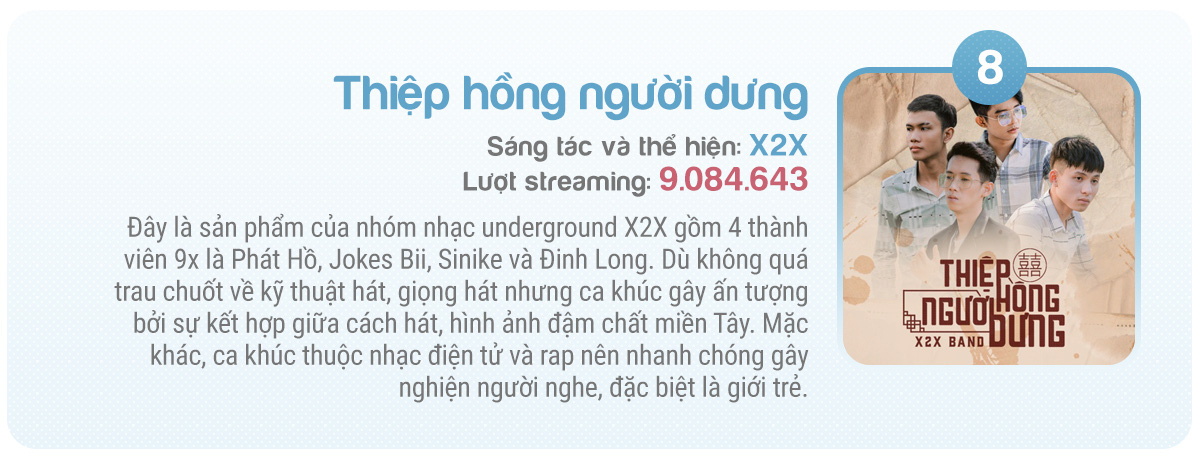 8
Thiệp hồng người dưng
Sáng tác và thể hiện: X2X
Lượt streaming: 9.084.643
Đây là sản phẩm của nhóm nhạc underground X2X gồm 4 thành
viên 9x là Phát Hồ, Jokes Bii, Sinike và Đinh Long. Dù không quá
trau chuốt về kỹ thuật hát, giọng hát nhưng ca khúc gây ấn tượng
bởi sự kết hợp giữa cách hát, hình ảnh đậm chất miền Tây. Mặc
khác, ca khúc thuộc nhạc điện tử và rap nên nhanh chóng gây
nghiện người nghe, đặc biệt là giới trẻ.
THIỆP 囍
HỒNG
NGƯỜI
DƯNG
X2X BAND